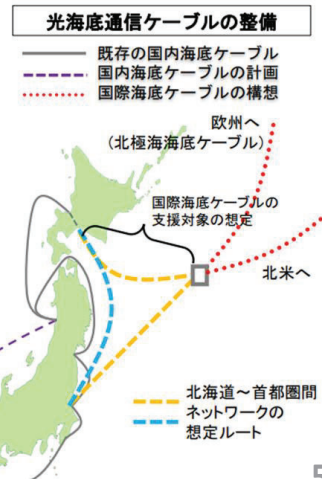 光海底通信ケーブルの整備
既存の国内海底ケーブル
国内海底ケーブルの計画
国際海底ケーブルの構想
欧州へ
(北極海海底ケーブル)
国際海底ケーブルの
支援対象の想定
北米へ
北海道～首都圏間
ネットワークの
想定ルート